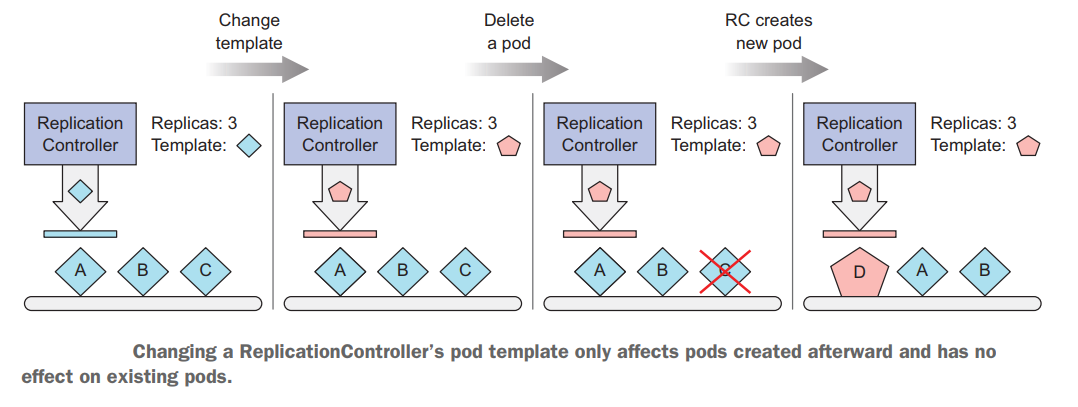 Change
template
Delete
a pod
RC creates
new pod
Replication
Controller
Replicas: 3
Template:
A
B
C
Replication
Controller
Replicas: 3
Template:
A
B
C
Replication
Controller
Replicas: 3
Template:
A
B
C
Replication
Controller
Replicas: 3
Template:
D
A
B
Changing a ReplicationController's pod template only affects pods created afterward and has no
effect on existing pods.